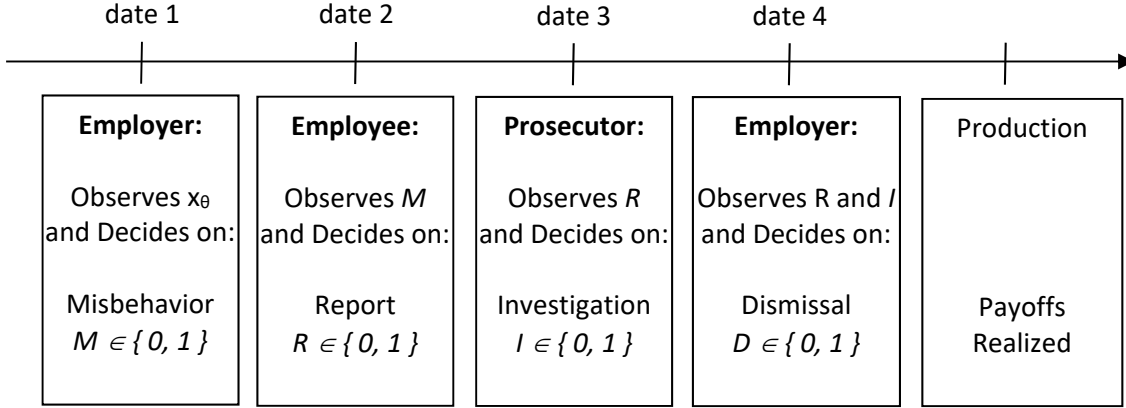 date 1
date 2
date 3
date 4
Employer:
Observes xθ
and Decides on:
Misbehavior
M ∈ { 0, 1 }
Employee:
Observes M
and Decides on:
Report
R ∈ { 0, 1 }
Prosecutor:
Observes R
and Decides on:
Investigation
I ∈ { 0, 1 }
Employer:
Observes R and I
and Decides on:
Dismissal
D ∈ { 0, 1 }
Production
Payoffs
Realized